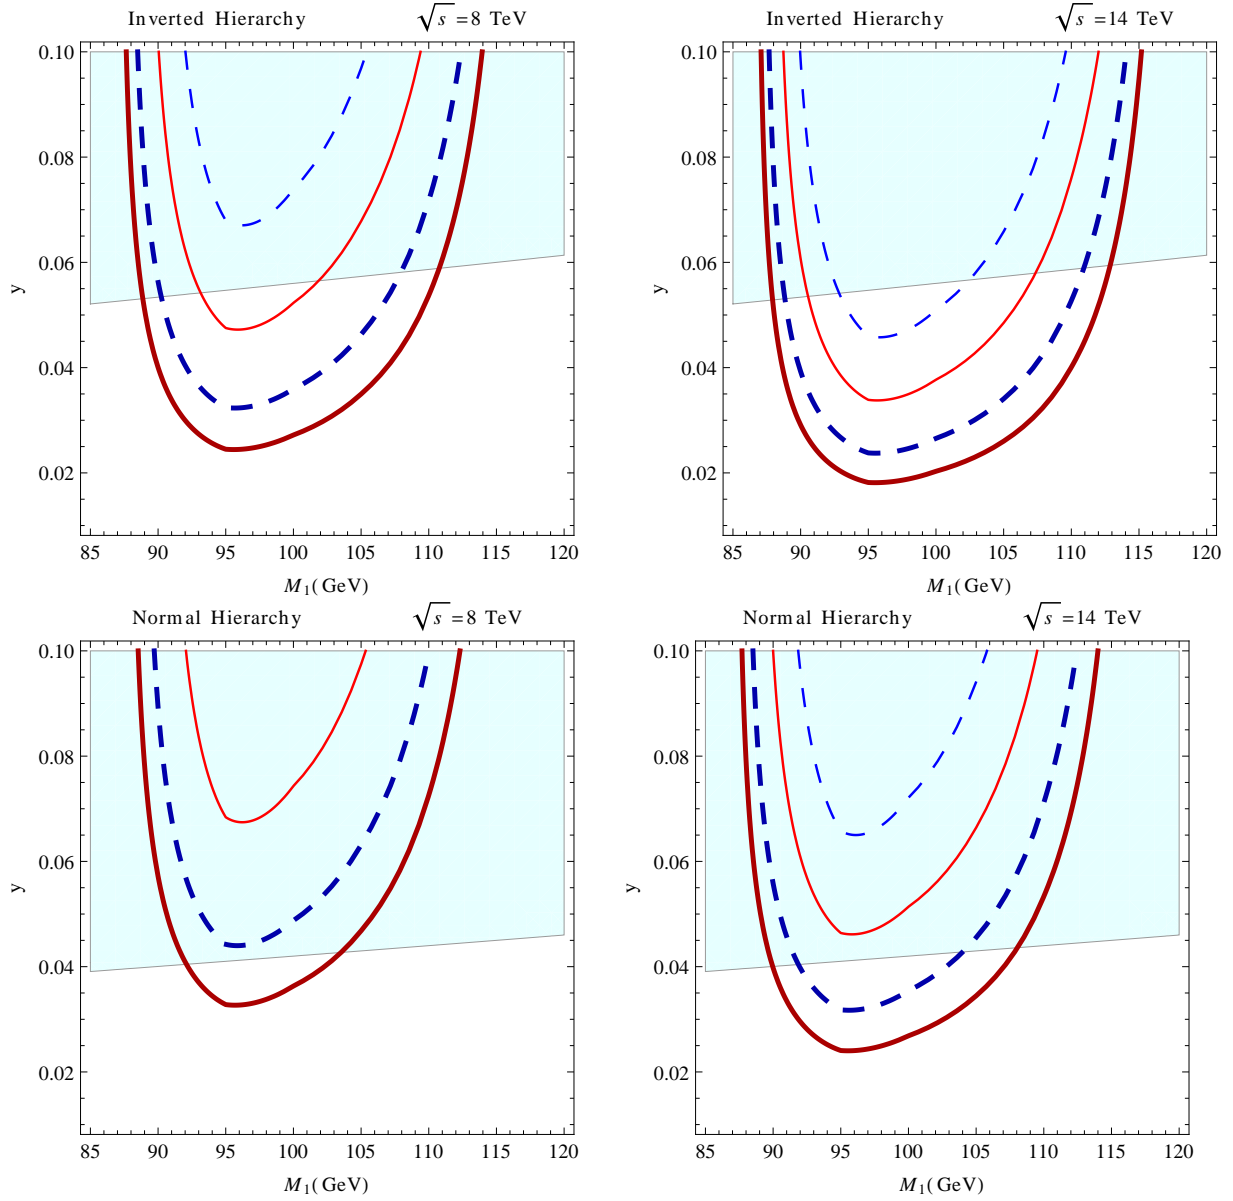 Inverted Hierarchy √s =8 TeV
Inverted Hierarchy √s =14 TeV
0.10
0.08
0.06
0.04
0.02
y
85 90 95 100 105 110 115 120
M₁(GeV)
0.10
0.08
0.06
0.04
0.02
y
85 90 95 100 105 110 115 120
M₁(GeV)
Normal Hierarchy √s =8 TeV
Normal Hierarchy √s =14 TeV
0.10
0.08
0.06
0.04
0.02
y
85 90 95 100 105 110 115 120
M₁(GeV)
0.10
0.08
0.06
0.04
0.02
y
85 90 95 100 105 110 115 120
M₁(GeV)